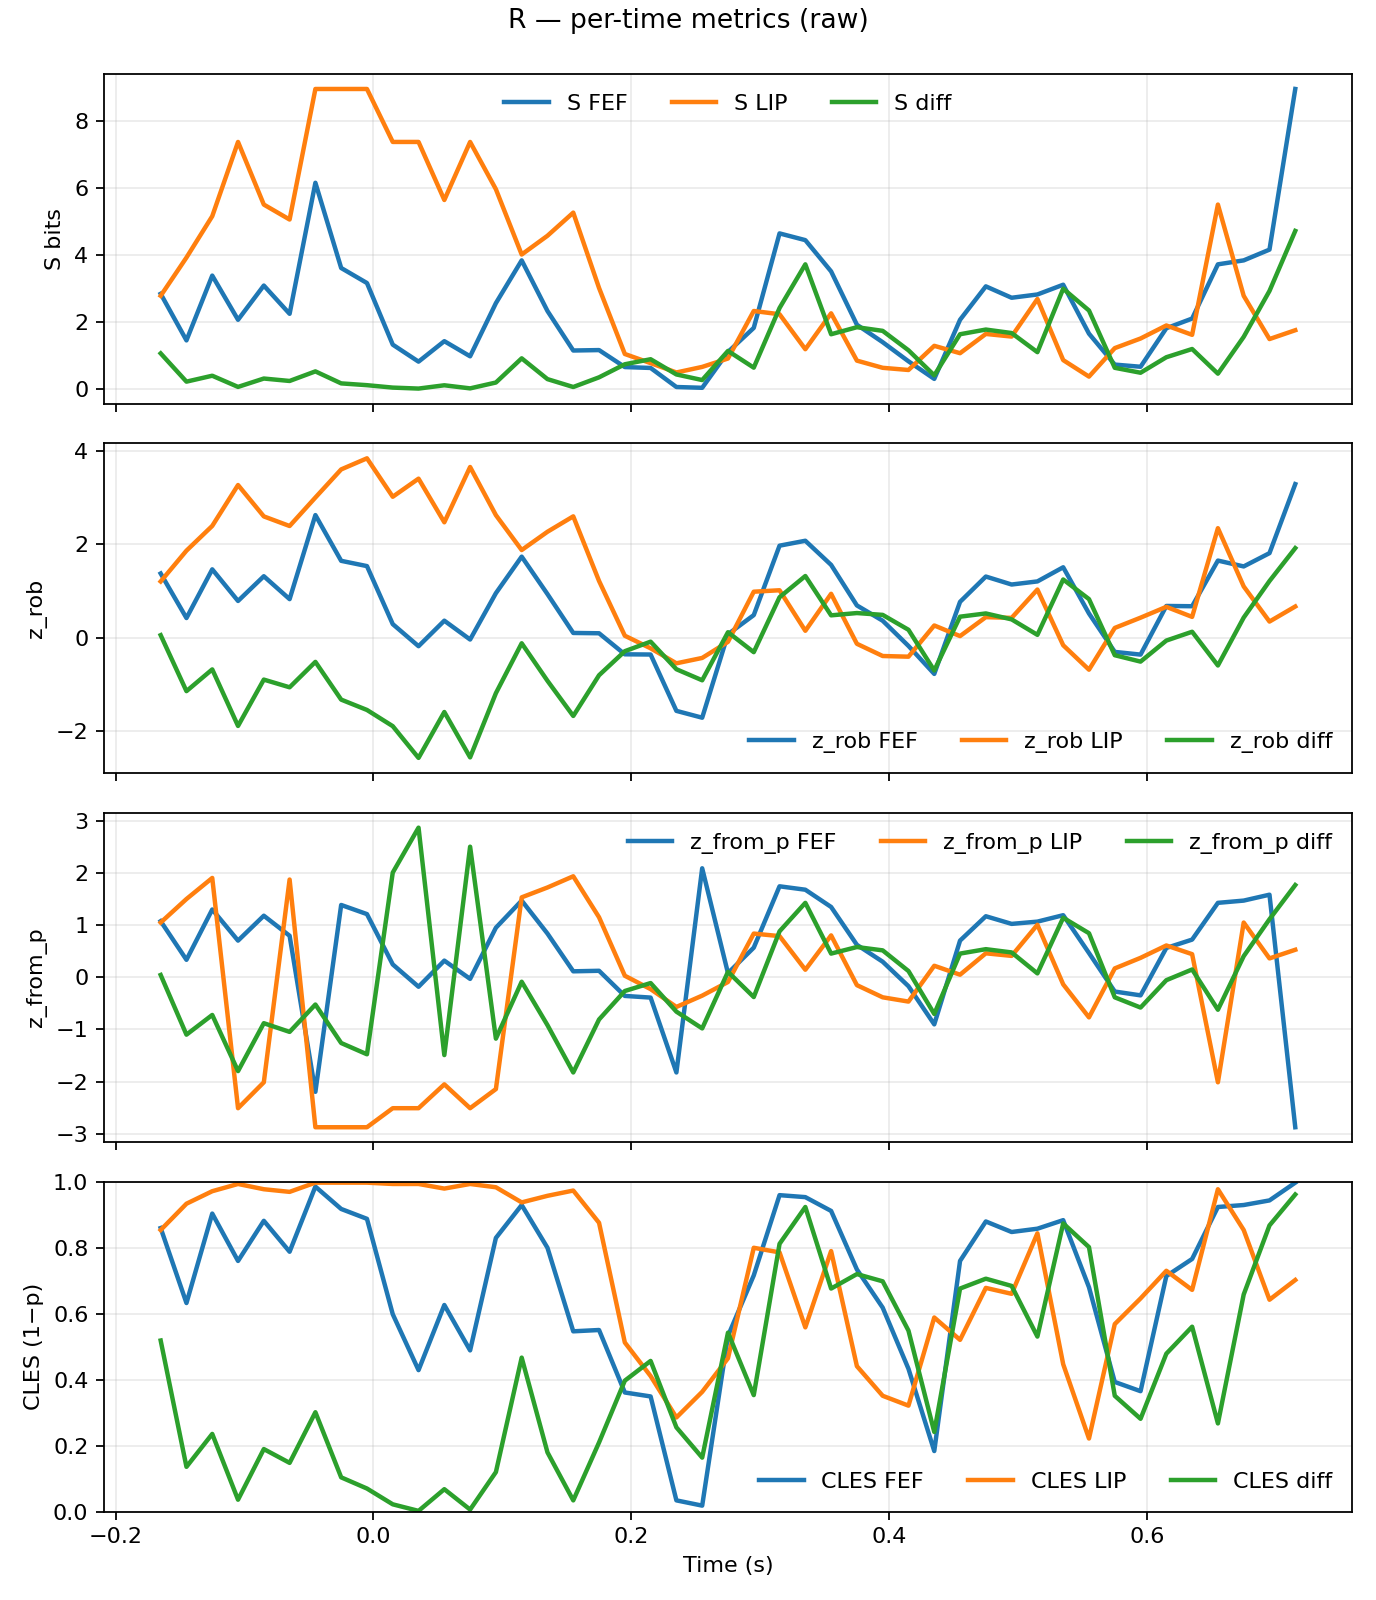 R — per-time metrics (raw)
S FEF S LIP S diff
8
6
4
2
0
S bits
4
2
0
−2
z_rob
z_rob FEF z_rob LIP z_rob diff
z_from_p FEF z_from_p LIP z_from_p diff
3
2
1
0
−1
−2
−3
z_from_p
1.0
0.8
0.6
0.4
0.2
0.0
CLES (1−p)
CLES FEF CLES LIP CLES diff
−0.2 0.0 0.2 0.4 0.6
Time (s)